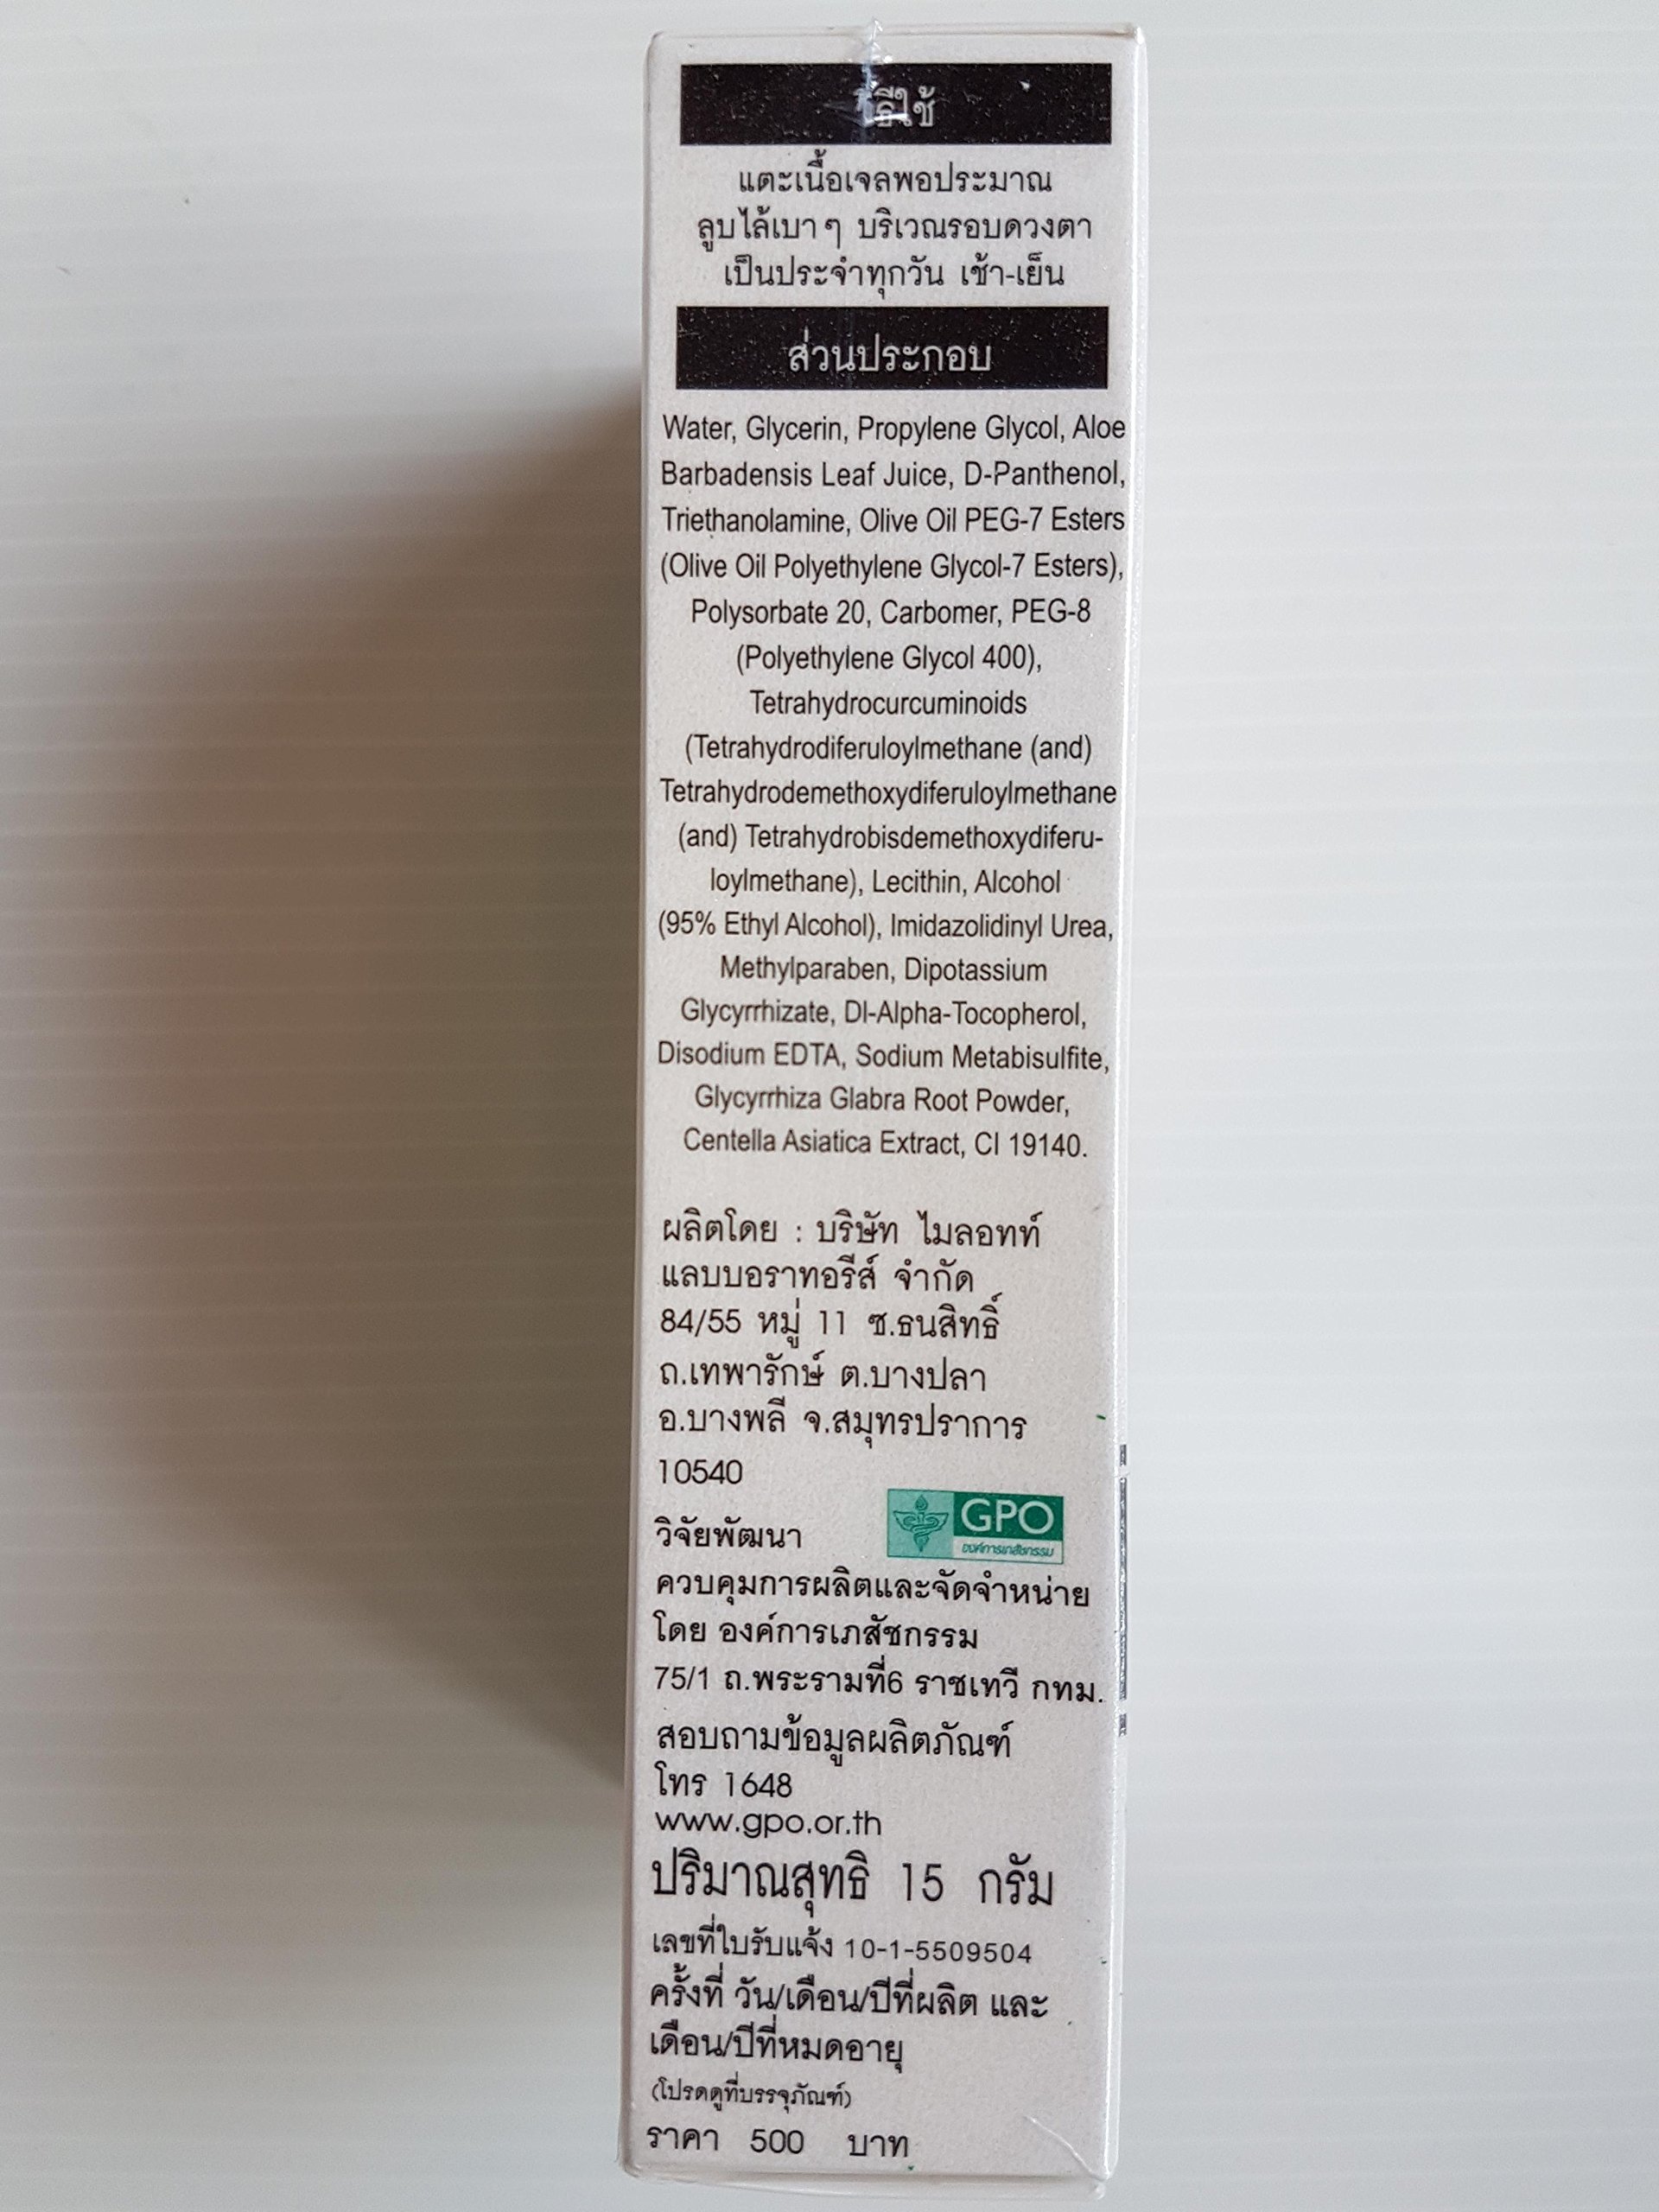 วิธีใช้
แตะเนื้อเจลพอประมาณ
ลูบไล้เบาๆ บริเวณรอบดวงตา
เป็นประจำทุกวัน เช้า-เย็น
ส่วนประกอบ
Water, Glycerin, Propylene Glycol, Aloe
Barbadensis Leaf Juice, D-Panthenol,
Triethanolamine, Olive Oil PEG-7 Esters
(Olive Oil Polyethylene Glycol-7 Esters),
Polysorbate 20, Carbomer, PEG-8
(Polyethylene Glycol 400),
Tetrahydrocurcuminoids
(Tetrahydrodiferuloylmethane (and)
Tetrahydrodemethoxydiferuloylmethane
(and) Tetrahydrobisdemethoxydiferu-
loylmethane), Lecithin, Alcohol
(95% Ethyl Alcohol), Imidazolidinyl Urea,
Methylparaben, Dipotassium
Glycyrrhizate, Dl-Alpha-Tocopherol,
Disodium EDTA, Sodium Metabisulfite,
Glycyrrhiza Glabra Root Powder,
Centella Asiatica Extract, CI 19140.
ผลิตโดย : บริษัท ไมลอทท์
แลบบอราทอรีส์ จำกัด
84/55 หมู่ 11 ซ.ธนสิทธิ์
ถ.เทพารักษ์ ต.บางปลา
อ.บางพลี จ.สมุทรปราการ
10540
วิจัยพัฒนา
GPO
องค์การเภสัชกรรม
ควบคุมการผลิตและจัดจำหน่าย
โดย องค์การเภสัชกรรม
75/1 ถ.พระรามที่6 ราชเทวี กทม.
สอบถามข้อมูลผลิตภัณฑ์
โทร 1648
www.gpo.or.th
ปริมาณสุทธิ 15 กรัม
เลขที่ใบรับแจ้ง 10-1-5509504
ครั้งที่ วัน/เดือน/ปีที่ผลิต และ
เดือน/ปีที่หมดอายุ
(โปรดดูที่บรรจุภัณฑ์)
ราคา 500 บาท